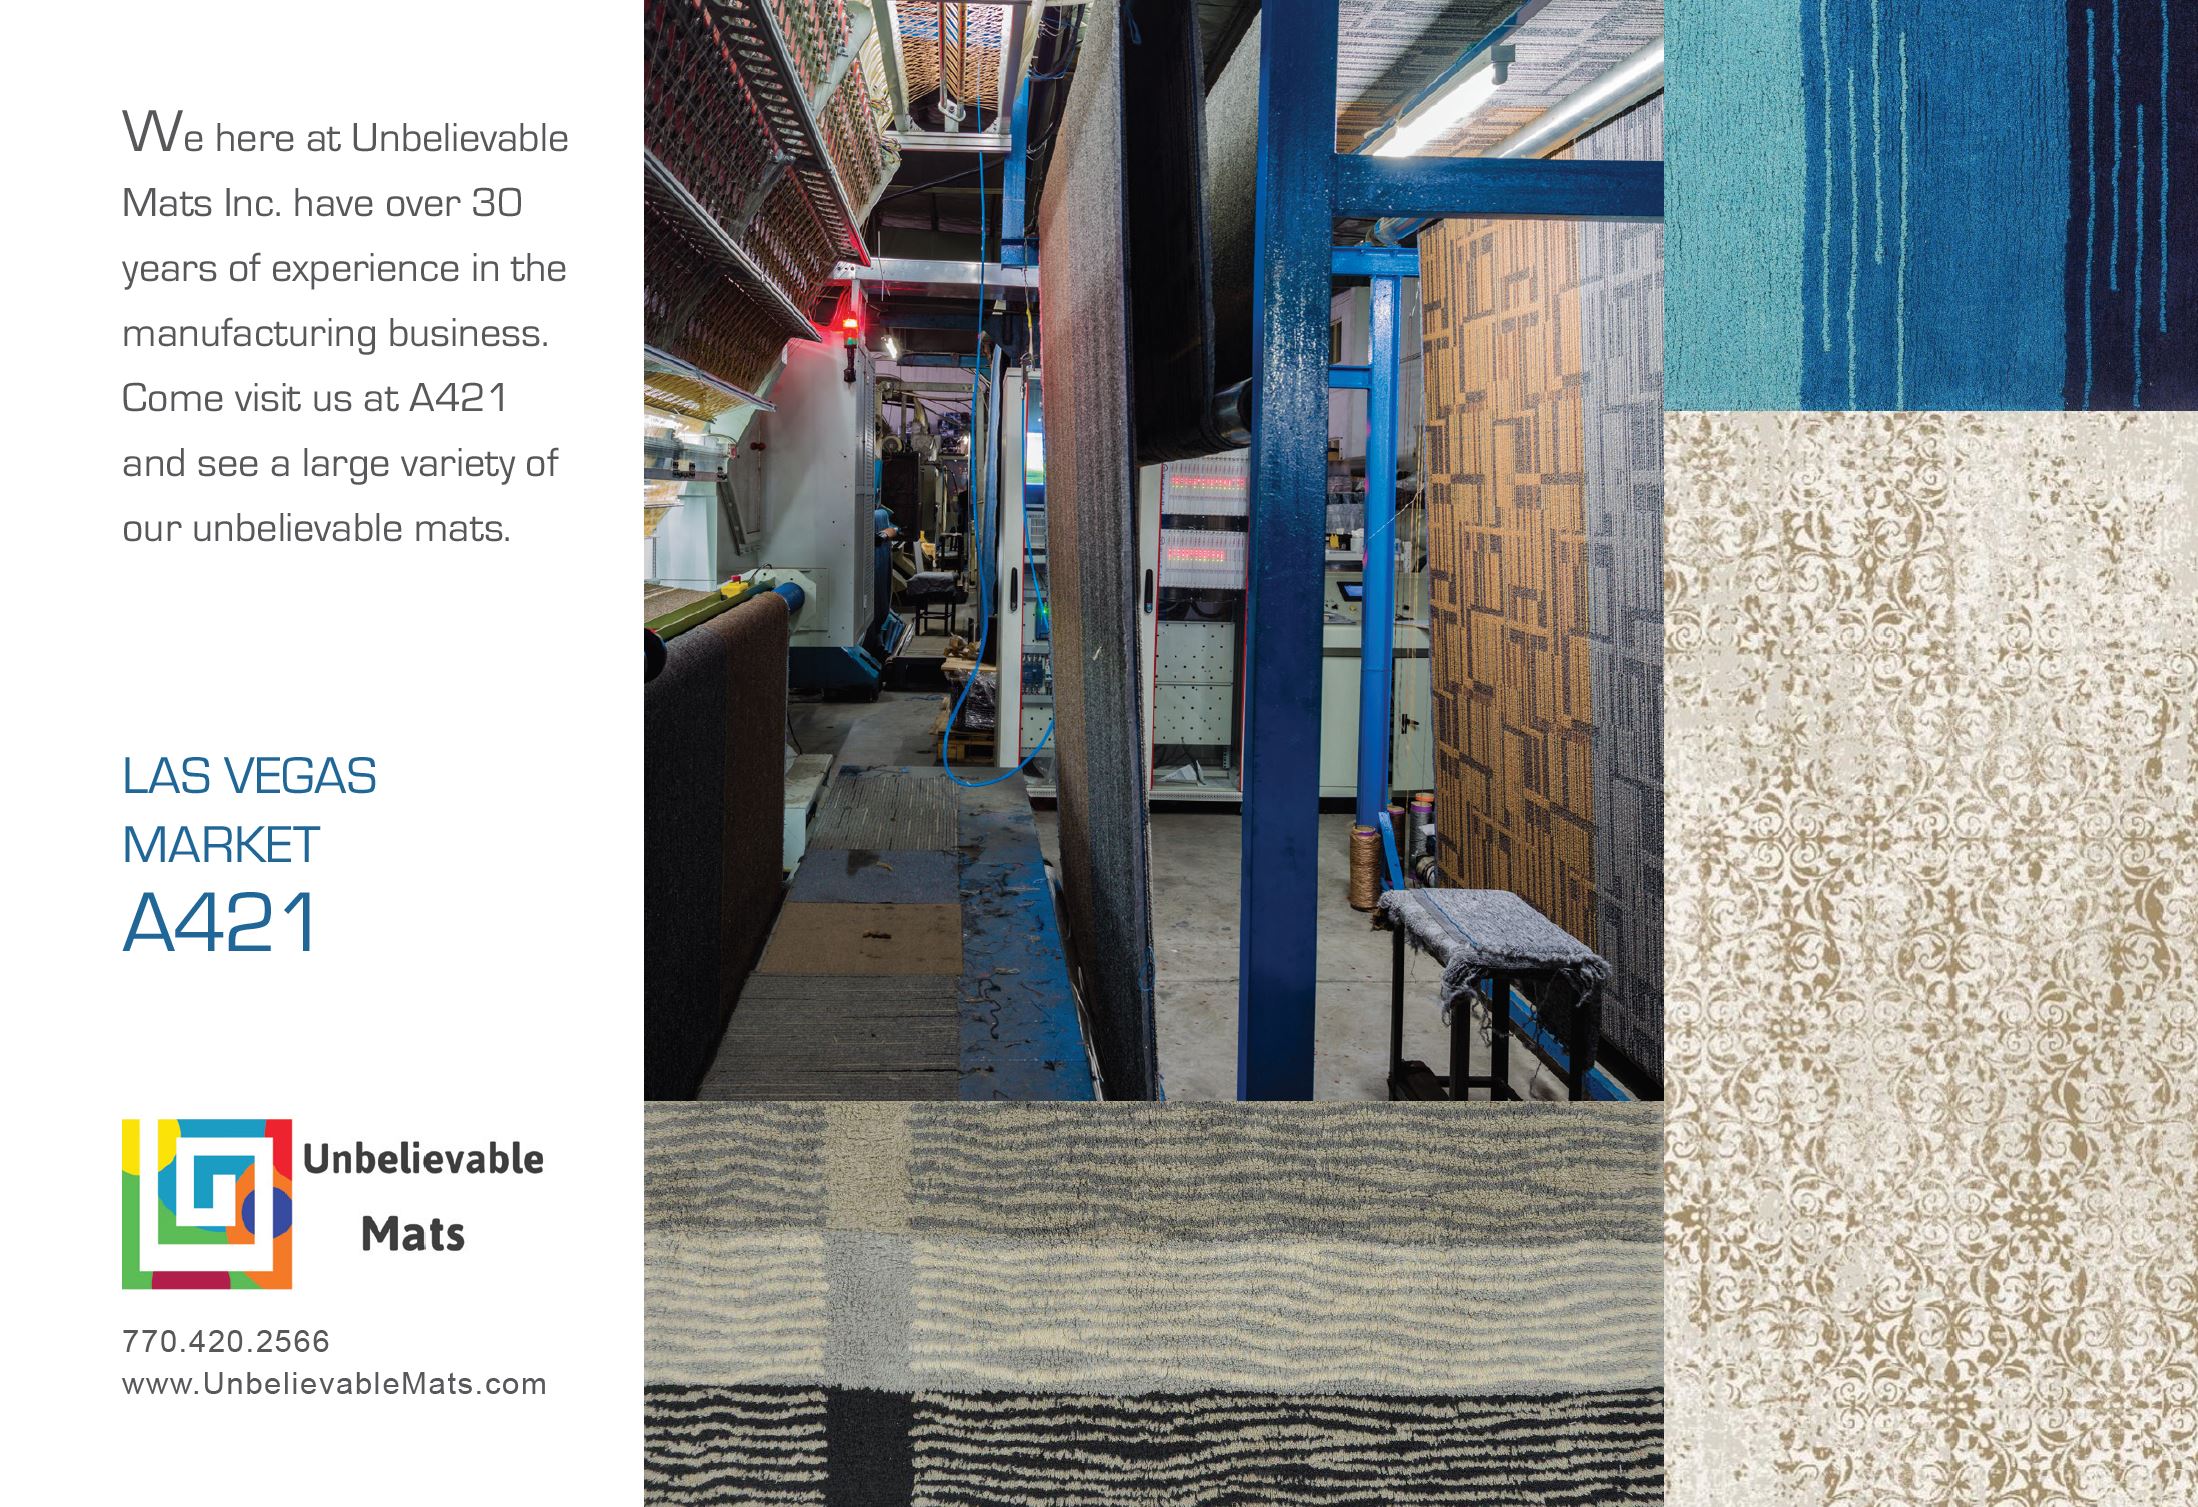 We here at Unbelievable
Mats Inc. have over 30
years of experience in the
manufacturing business.
Come visit us at A421
and see a large variety of
our unbelievable mats.
LAS VEGAS
MARKET
A421
Unbelievable
Mats
770.420.2566
www.UnbelievableMats.com